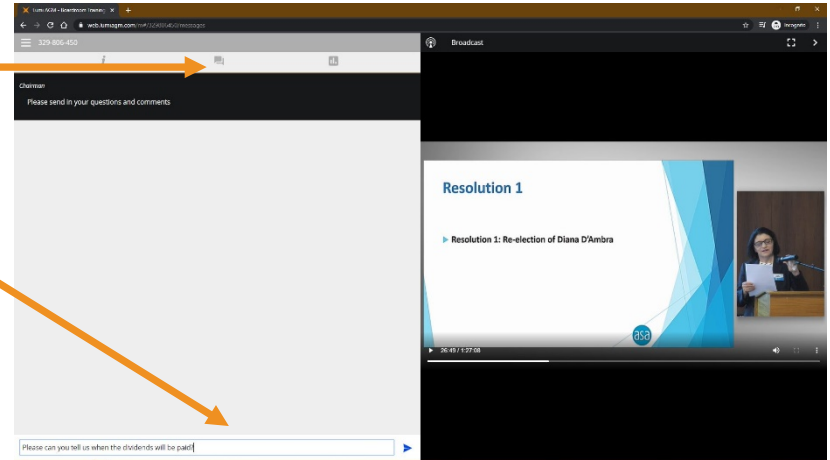 Lumi AGM - Boardroom Training
web.lumiagm.com/#/329806450/messages
Incognito
329-806-450
i
Broadcast
Chairman
Please send in your questions and comments
Resolution 1
Resolution 1: Re-election of Diana D'Ambra
asa
26:49 / 1:27:08
Please can you tell us when the dividends will be paid?